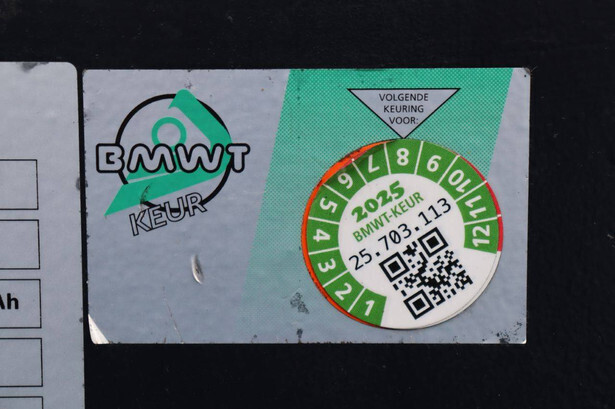 BMWT
KEUR
VOLGENDE
KEURING
VOOR:
1 2 3 4 5 6 7 8 9 10 11 12
2025
BMWT-KEUR
25.703.113
Ah